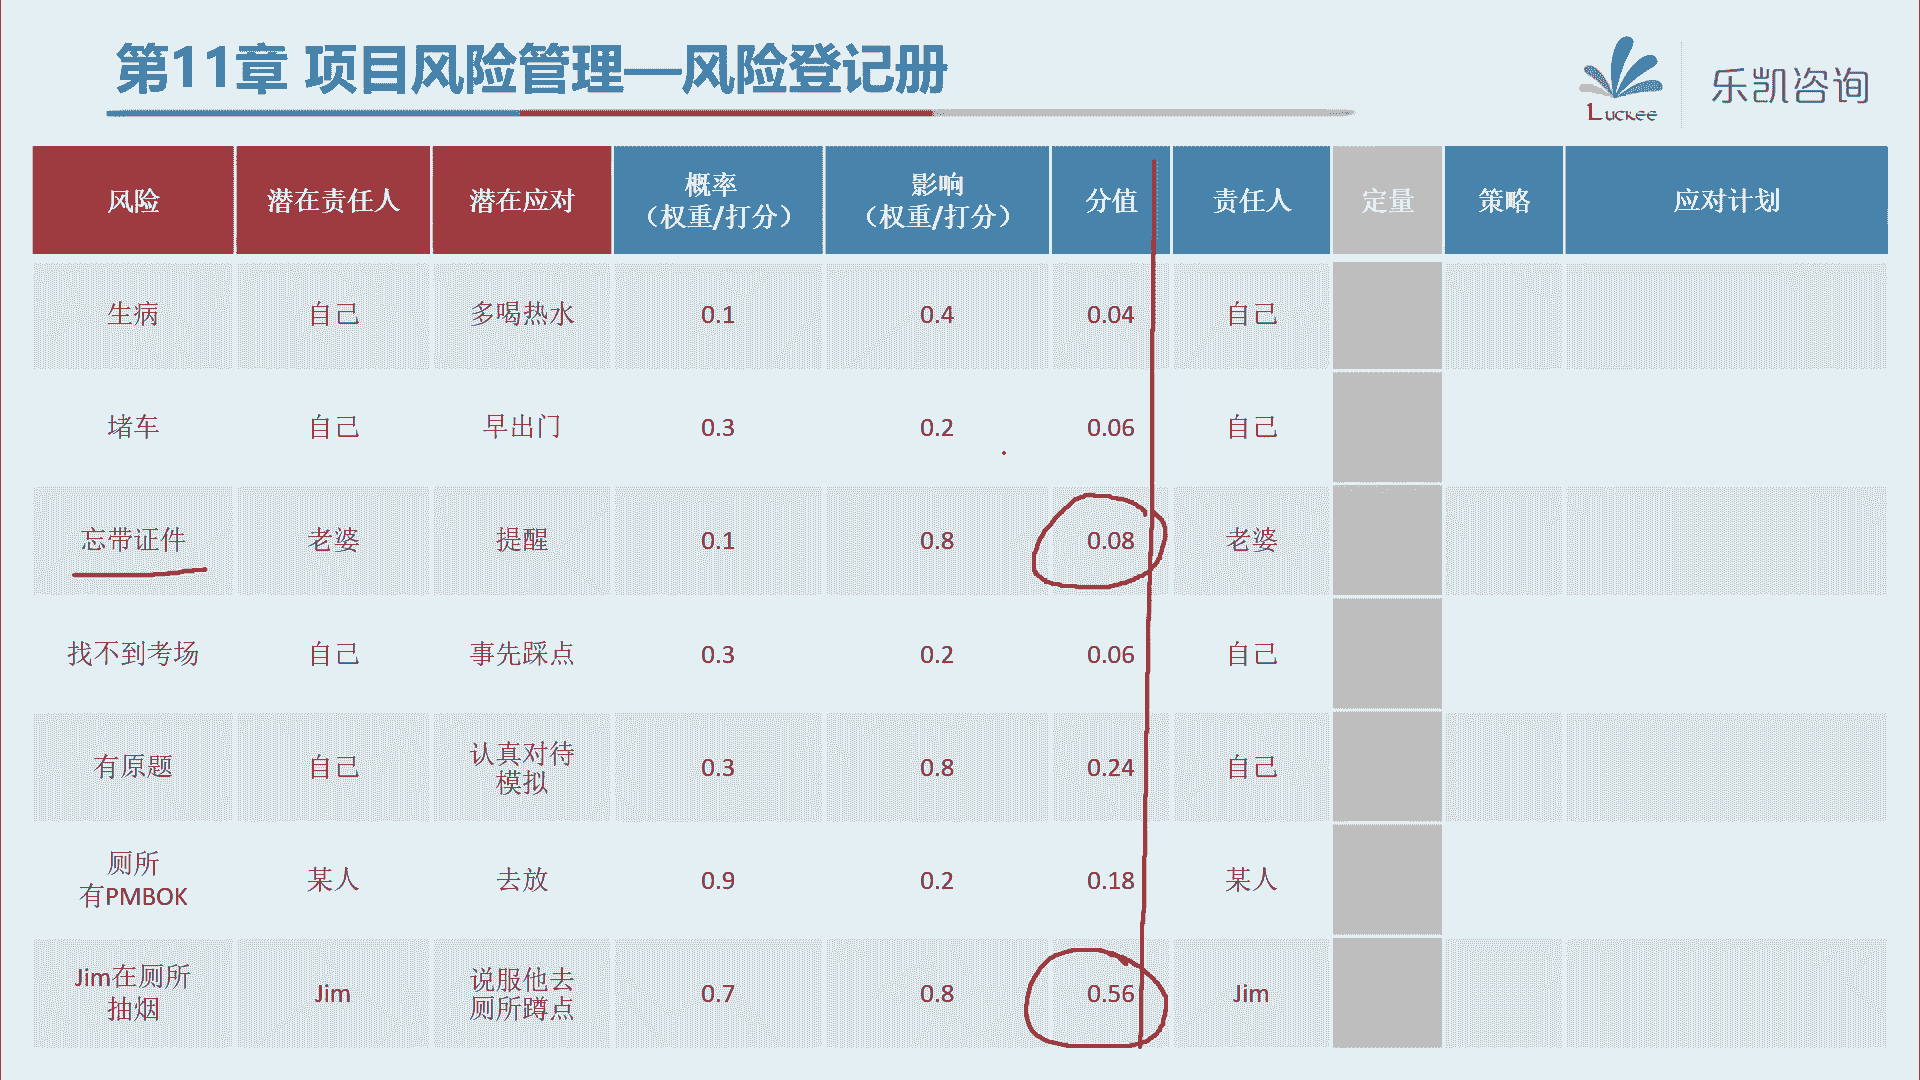 第11章 项目风险管理—风险登记册
Luckee
乐凯咨询
风险 潜在责任人 潜在应对 概率（权重/打分） 影响（权重/打分） 分值 责任人 定量 策略 应对计划
生病 自己 多喝热水 0.1 0.4 0.04 自己
堵车 自己 早出门 0.3 0.2 0.06 自己
忘带证件 老婆 提醒 0.1 0.8 0.08 老婆
找不到考场 自己 事先踩点 0.3 0.2 0.06 自己
有原题 自己 认真对待模拟 0.3 0.8 0.24 自己
厕所有PMBOK 某人 去放 0.9 0.2 0.18 某人
Jim在厕所抽烟 Jim 说服他去厕所蹲点 0.7 0.8 0.56 Jim